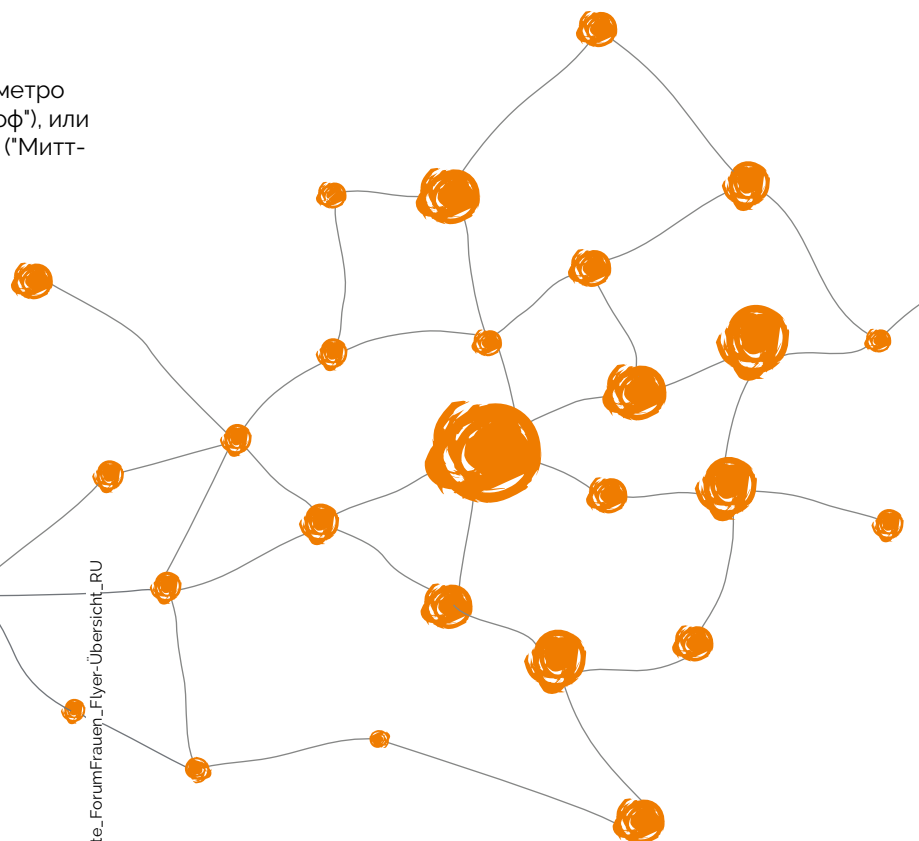 метро
оф"), или
("Митт-
te_ForumFrauen_Flyer-Übersicht_RU